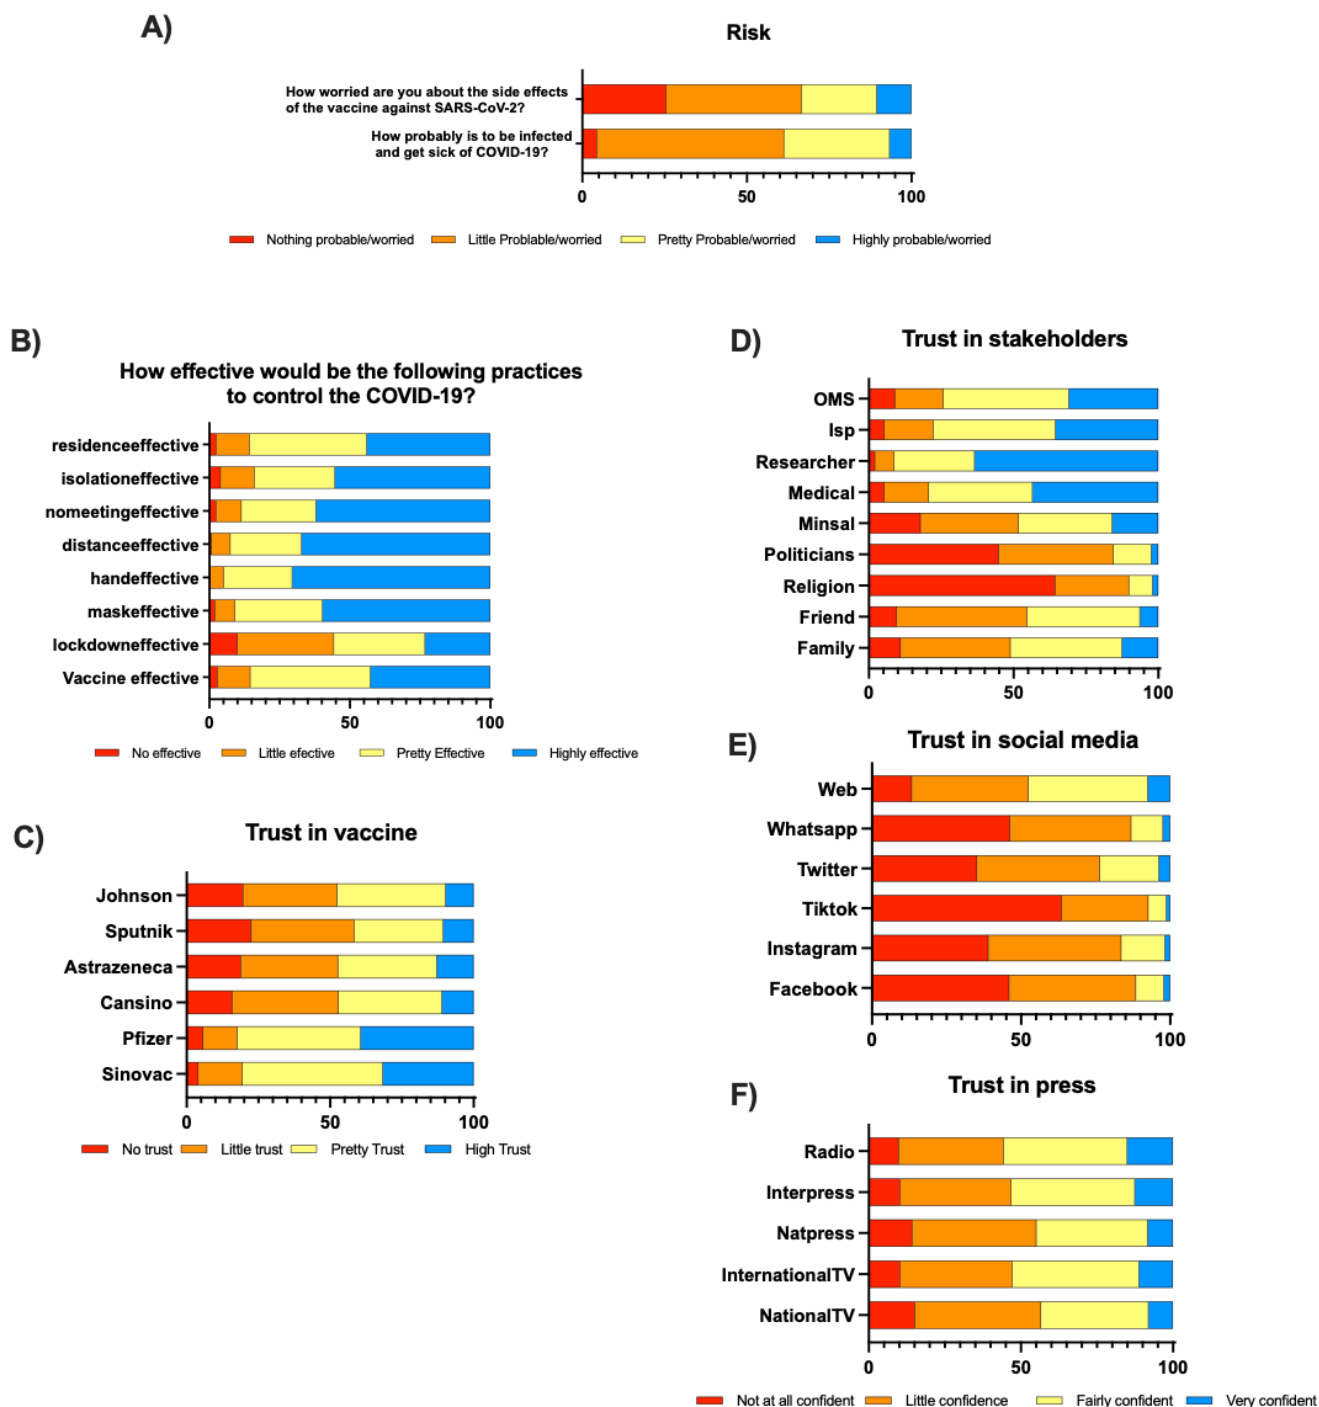 A)
Risk
How worried are you about the side effects
of the vaccine against SARS-CoV-2?
How probably is to be infected
and get sick of COVID-19?
0 50 100
Nothing probable/worried Little Problable/worried Pretty Probable/worried Highly probable/worried
B)
How effective would be the following practices
to control the COVID-19?
residenceeffective
isolationeffective
nomeetingeffective
distanceeffective
handeffective
maskeffective
lockdowneffective
Vaccine effective
0 50 100
No effective Little efective Pretty Effective Highly effective
C)
Trust in vaccine
Johnson
Sputnik
Astrazeneca
Cansino
Pfizer
Sinovac
0 50 100
No trust Little trust Pretty Trust High Trust
D)
Trust in stakeholders
OMS
Isp
Researcher
Medical
Minsal
Politicians
Religion
Friend
Family
0 50 100
E)
Trust in social media
Web
Whatsapp
Twitter
Tiktok
Instagram
Facebook
0 50 100
F)
Trust in press
Radio
Interpress
Natpress
InternationalTV
NationalTV
0 50 100
Not at all confident Little confidence Fairly confident Very confident